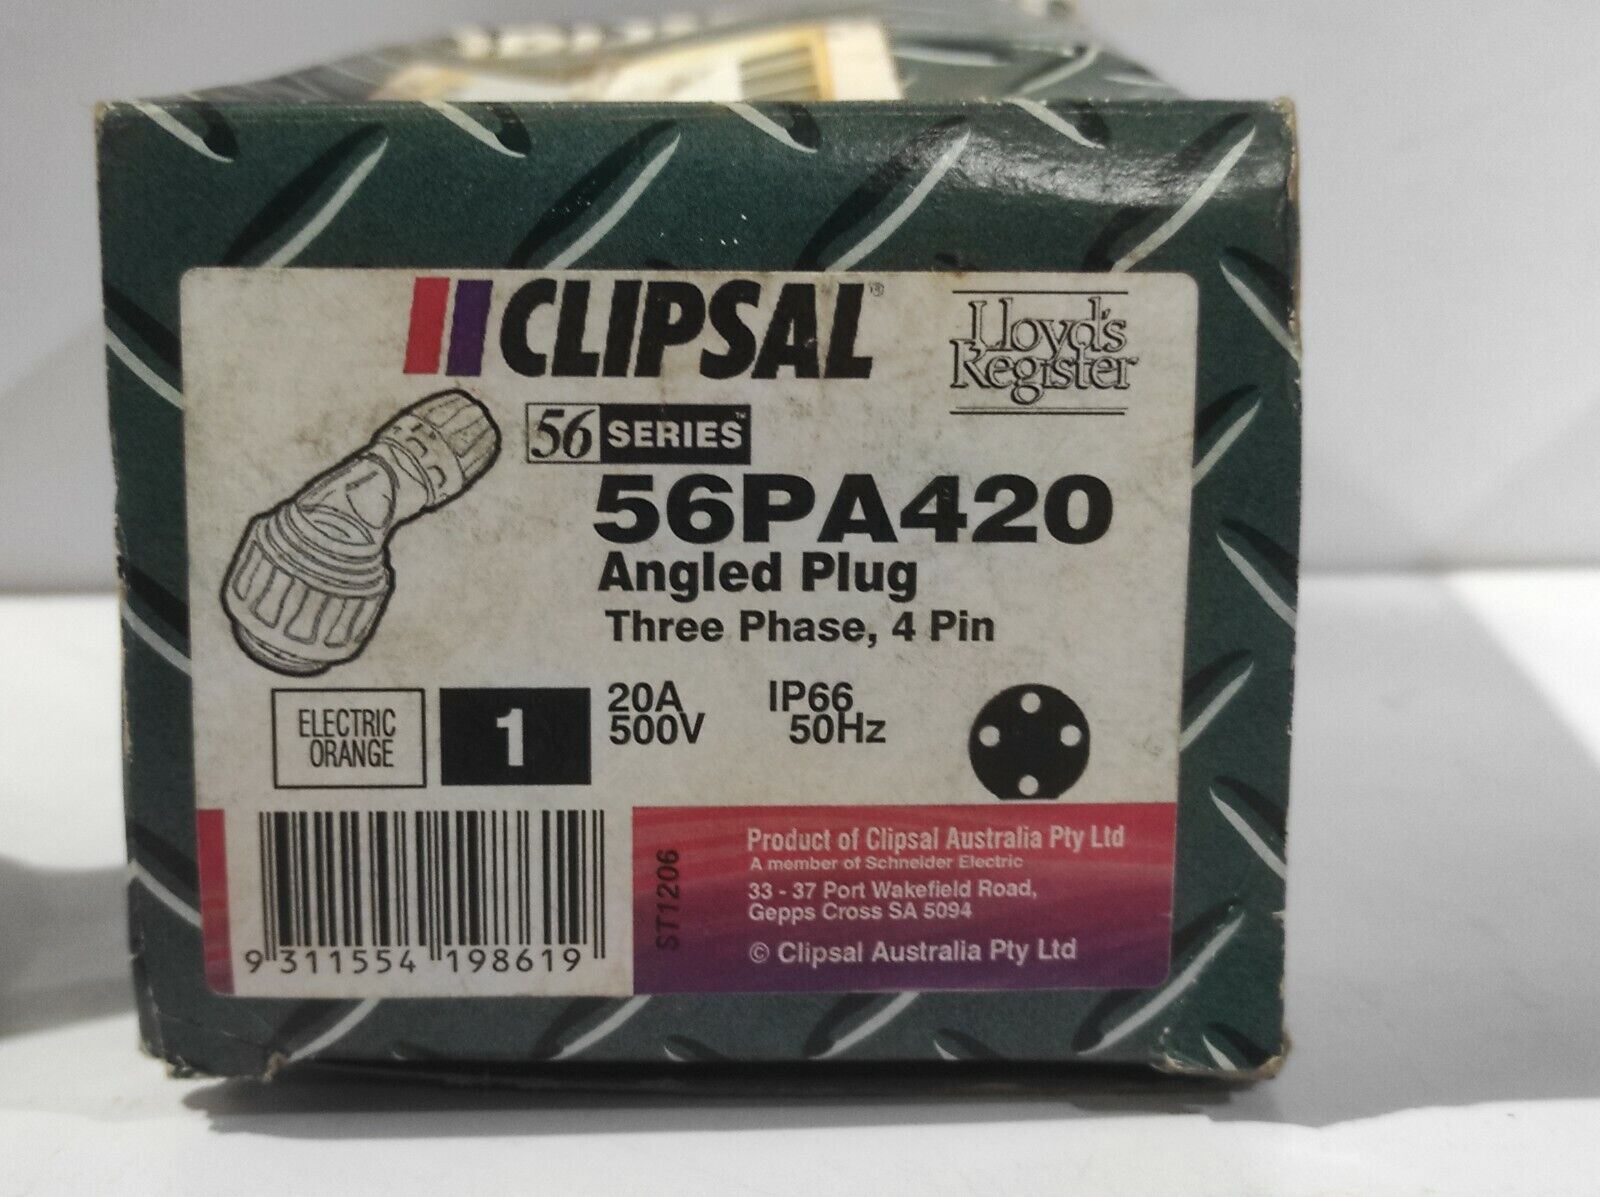 CLIPSAL®
Lloyd's
Register
56 SERIES™
56PA420
Angled Plug
Three Phase, 4 Pin
ELECTRIC
ORANGE
1
20A IP66
500V 50Hz
Product of Clipsal Australia Pty Ltd
A member of Schneider Electric
33 - 37 Port Wakefield Road,
Gepps Cross SA 5094
© Clipsal Australia Pty Ltd
ST1206
9 311554 198619